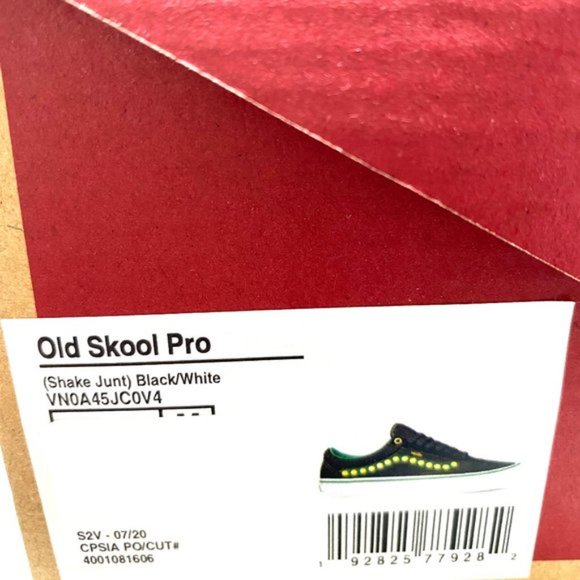 Old Skool Pro
(Shake Junt) Black/White
VN0A45JC0V4
S2V - 07/20
CPSIA PO/CUT#
4001081606
1 92825 77928 2